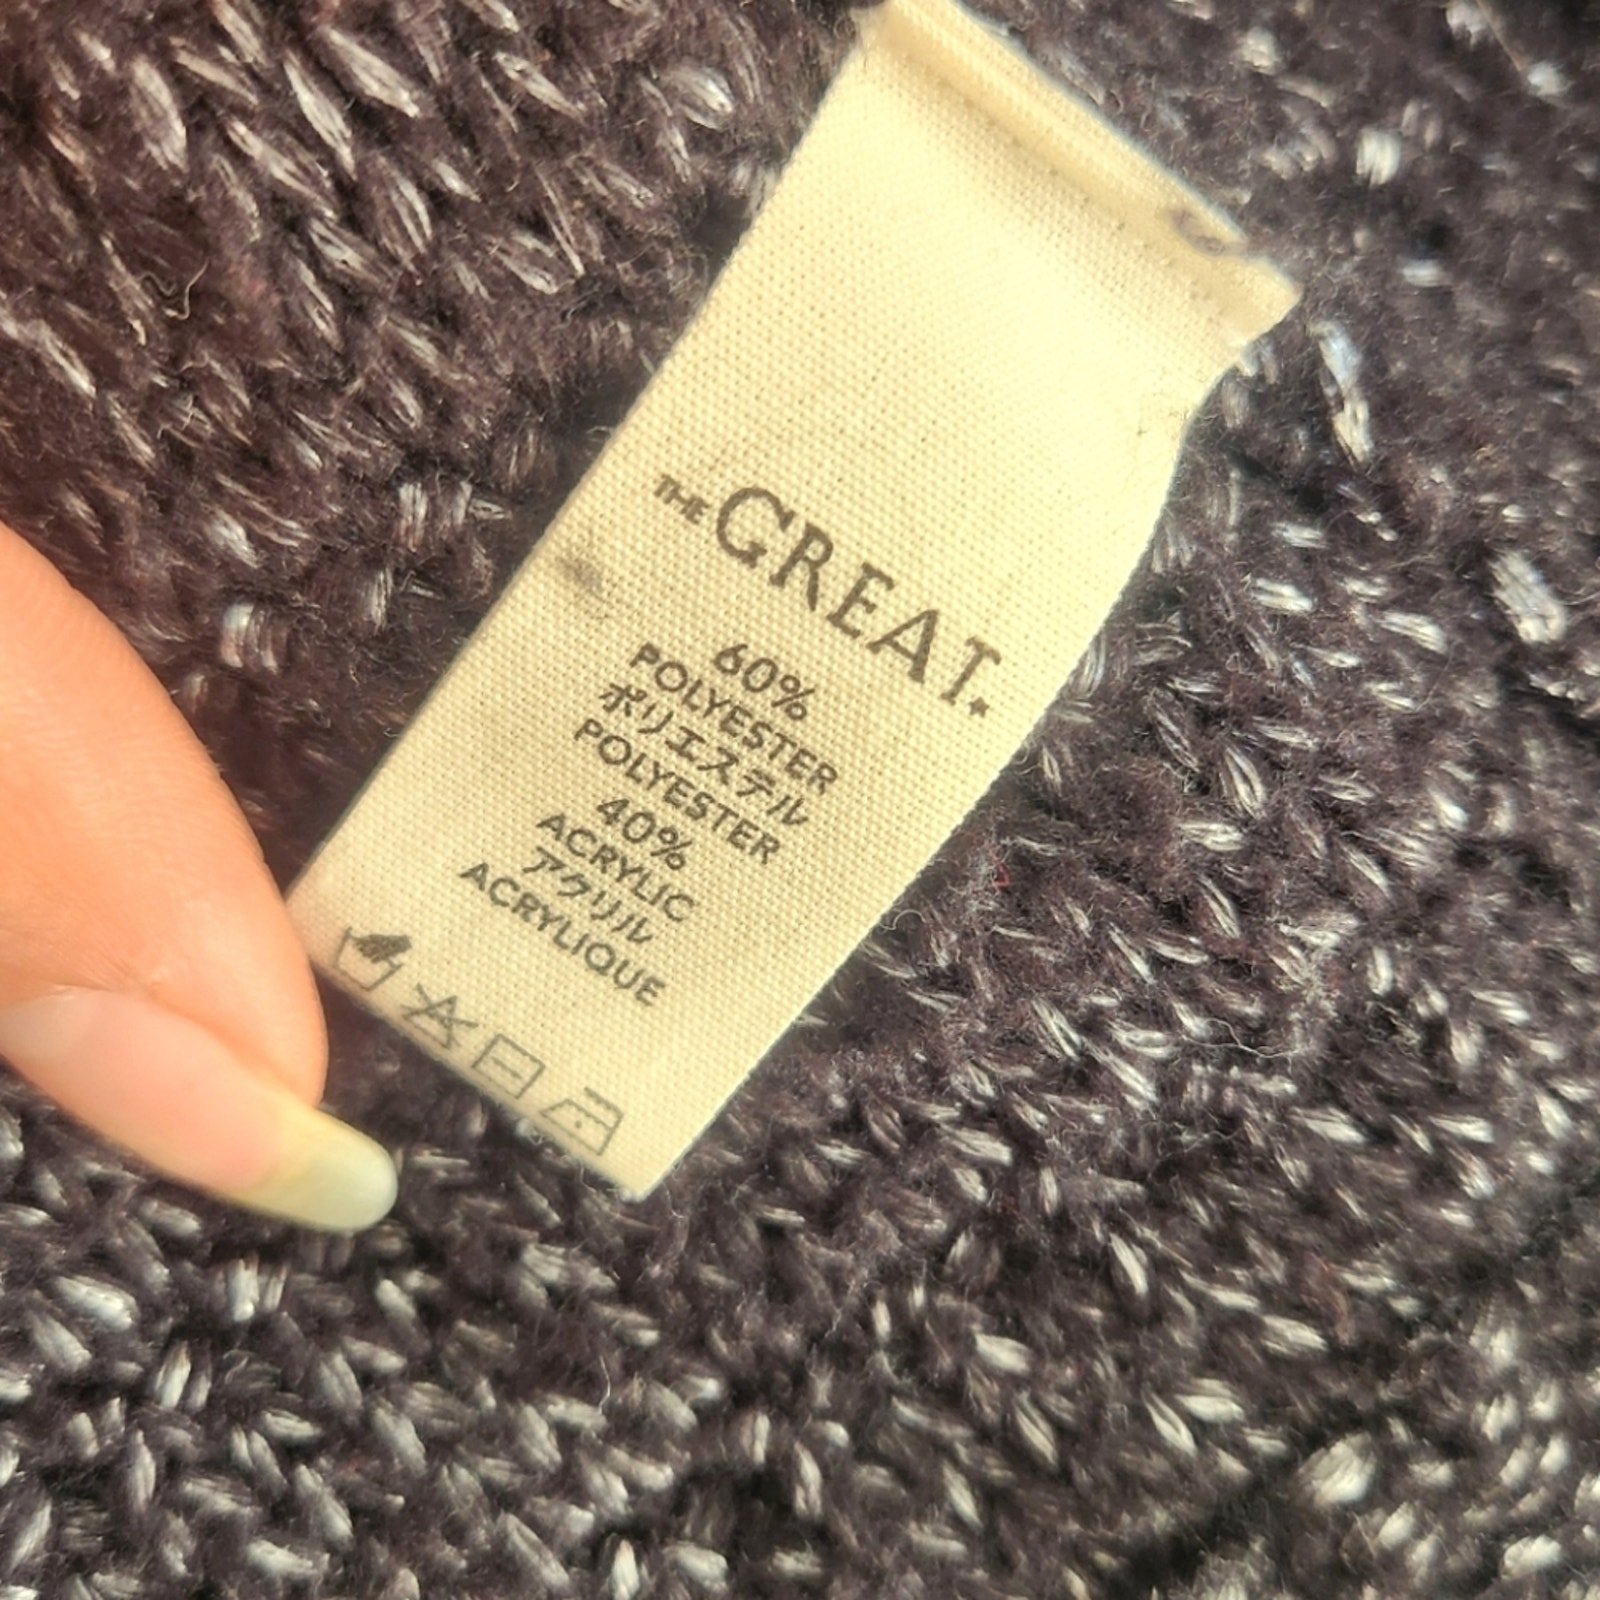 THE GREAT.
60%
POLYESTER
ポリエステル
POLYESTER
40%
ACRYLIC
アクリル
ACRYLIQUE